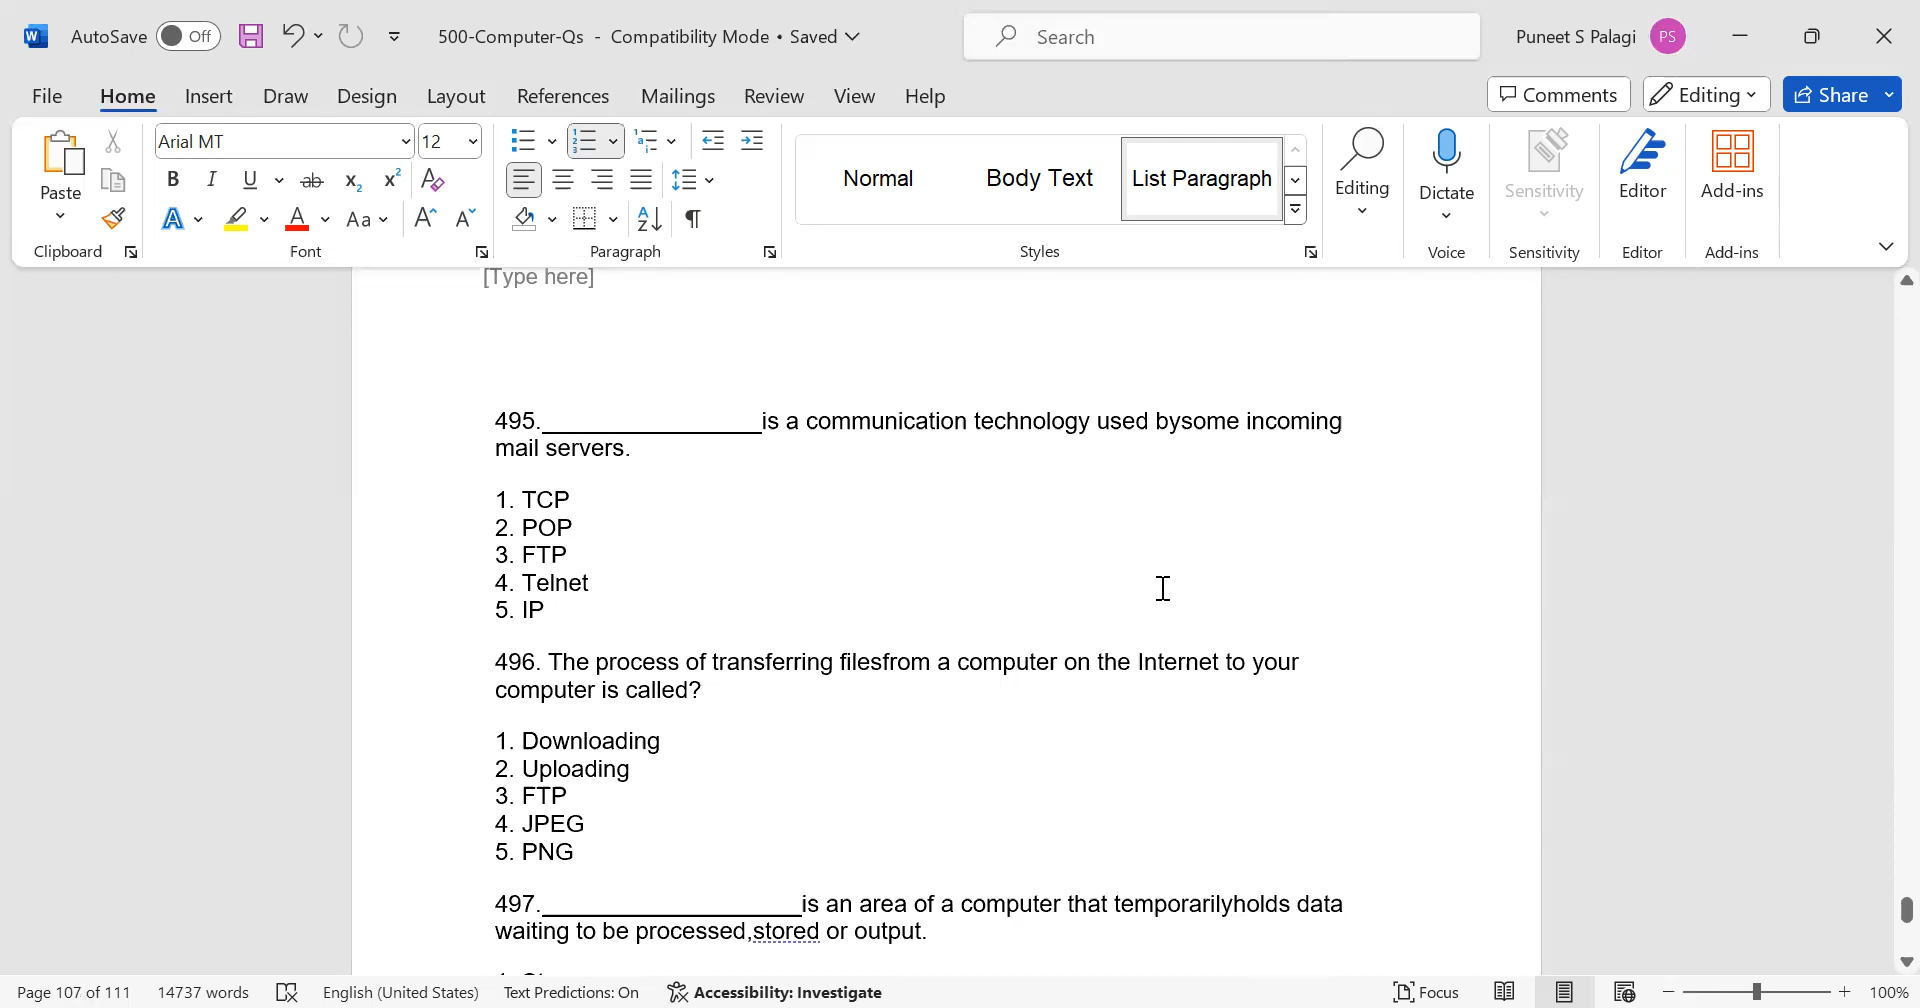 AutoSave Off 500-Computer-Qs - Compatibility Mode • Saved Search Puneet S Palagi PS
File Home Insert Draw Design Layout References Mailings Review View Help Comments Editing Share
Paste Arial MT 12 Normal Body Text List Paragraph Editing Dictate Sensitivity Editor Add-ins
Clipboard Font Paragraph Styles Voice Sensitivity Editor Add-ins
[Type here]
495.________________is a communication technology used bysome incoming
mail servers.
1. TCP
2. POP
3. FTP
4. Telnet
5. IP
496. The process of transferring filesfrom a computer on the Internet to your
computer is called?
1. Downloading
2. Uploading
3. FTP
4. JPEG
5. PNG
497.___________________is an area of a computer that temporarilyholds data
waiting to be processed,stored or output.
Page 107 of 111 14737 words English (United States) Text Predictions: On Accessibility: Investigate Focus 100%